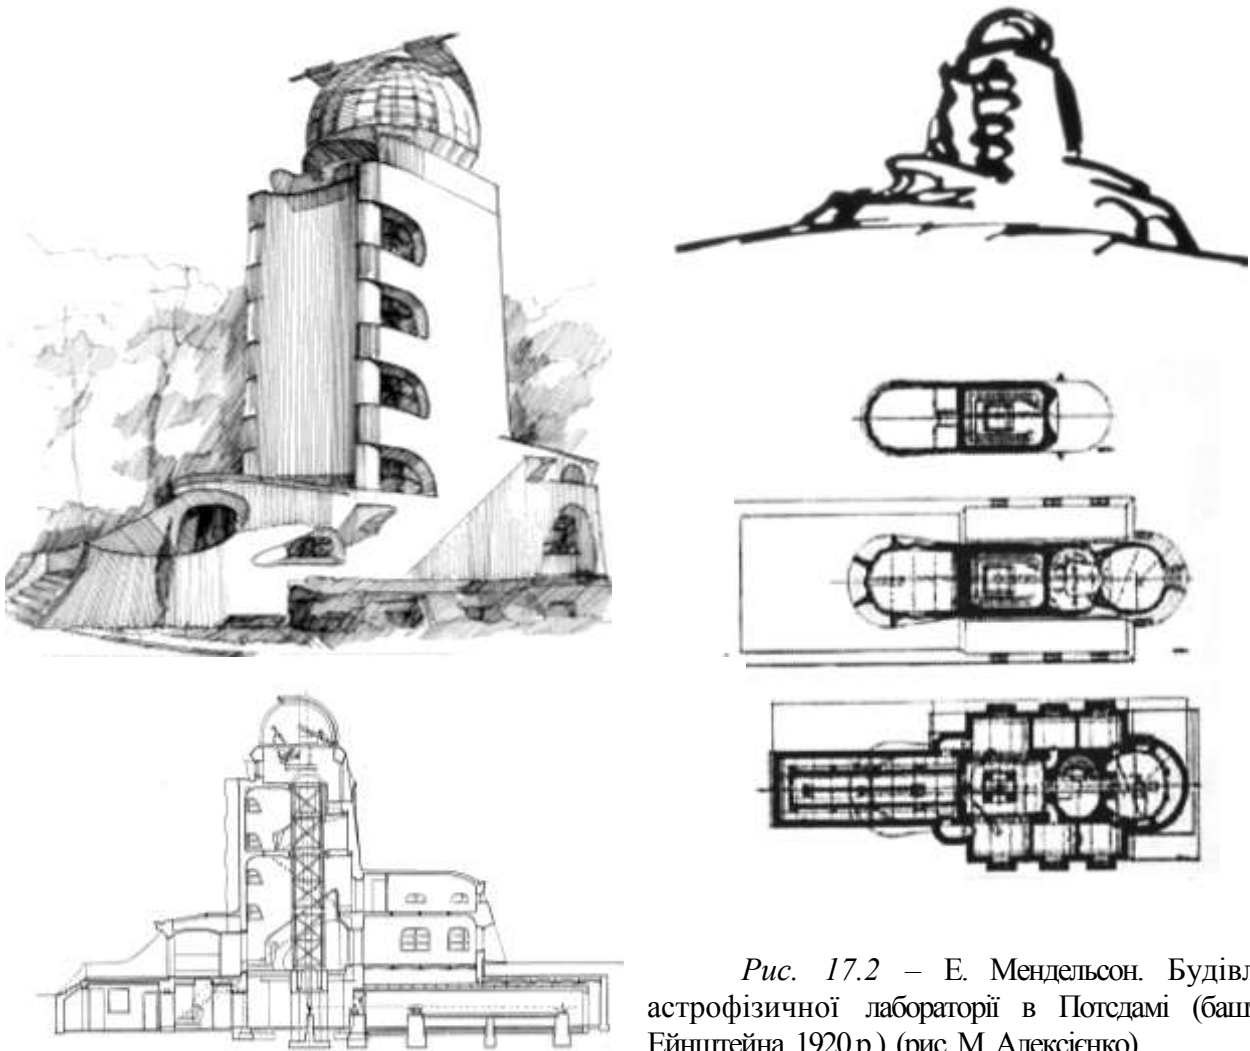 Рис. 17.2 – Е. Мендельсон. Будівл
астрофізичної лабораторії в Потсдамі (баш
Ейнштейна, 1920 р.) (рис. М. Алексієнко)